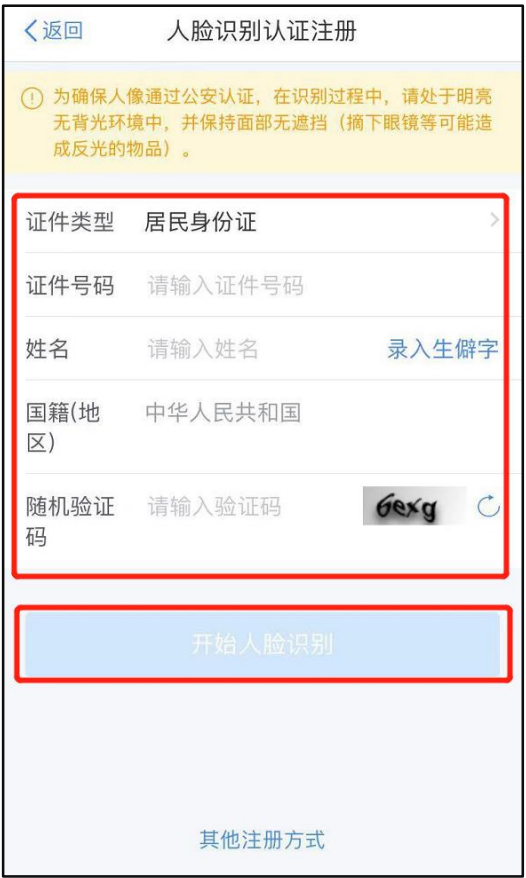 返回
人脸识别认证注册
为确保人像通过公安认证，在识别过程中，请处于明亮
无背光环境中，并保持面部无遮挡（摘下眼镜等可能造
成反光的物品）。
证件类型 居民身份证
证件号码 请输入证件号码
姓名 请输入姓名 录入生僻字
国籍(地
区) 中华人民共和国
随机验证
码 请输入验证码 6exg
开始人脸识别
其他注册方式